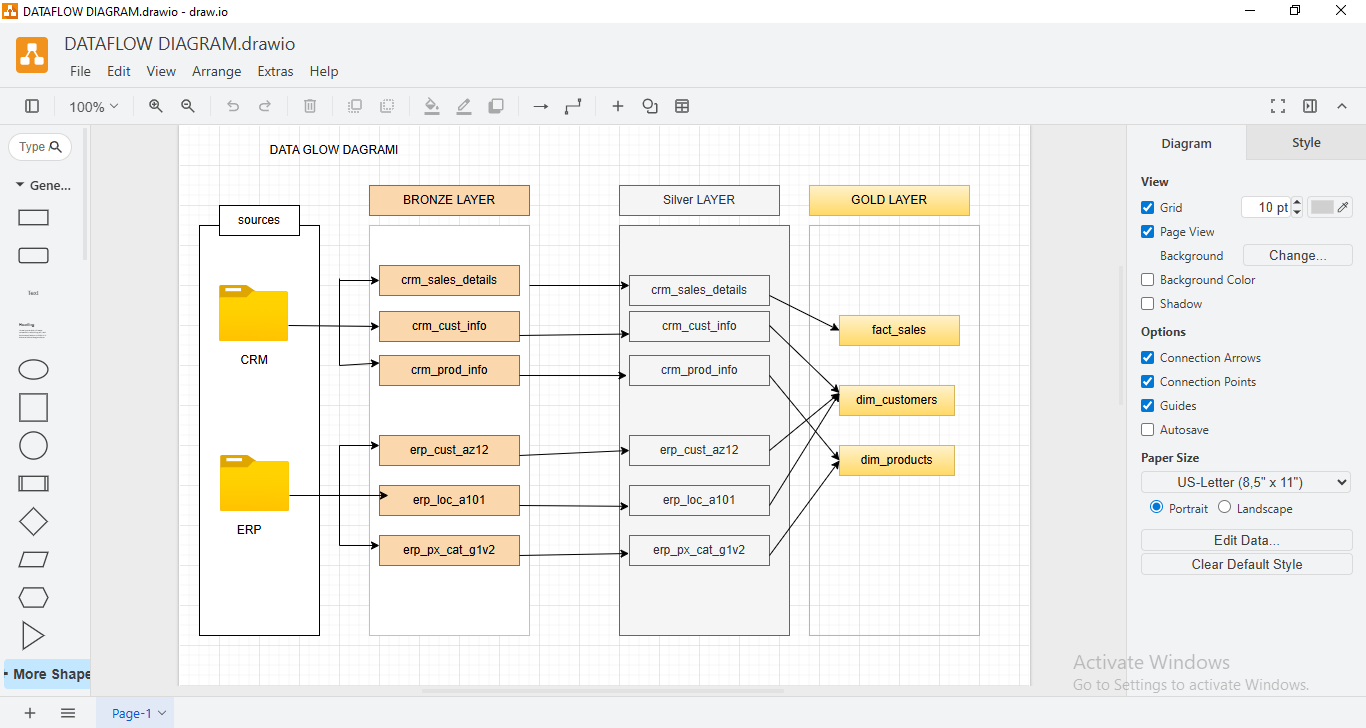 DATAFLOW DIAGRAM.drawio - draw.io
DATAFLOW DIAGRAM.drawio
File Edit View Arrange Extras Help
100%
Type
Gene...
Text
Heading
More Shape
DATA GLOW DAGRAMI
BRONZE LAYER
Silver LAYER
GOLD LAYER
sources
crm_sales_details
crm_sales_details
crm_cust_info
crm_cust_info
fact_sales
CRM
crm_prod_info
crm_prod_info
dim_customers
erp_cust_az12
erp_cust_az12
dim_products
erp_loc_a101
erp_loc_a101
ERP
erp_px_cat_g1v2
erp_px_cat_g1v2
Diagram
Style
View
Grid
10 pt
Page View
Background
Change...
Background Color
Shadow
Options
Connection Arrows
Connection Points
Guides
Autosave
Paper Size
US-Letter (8,5" x 11")
Portrait
Landscape
Edit Data...
Clear Default Style
Activate Windows
Go to Settings to activate Windows.
Page-1